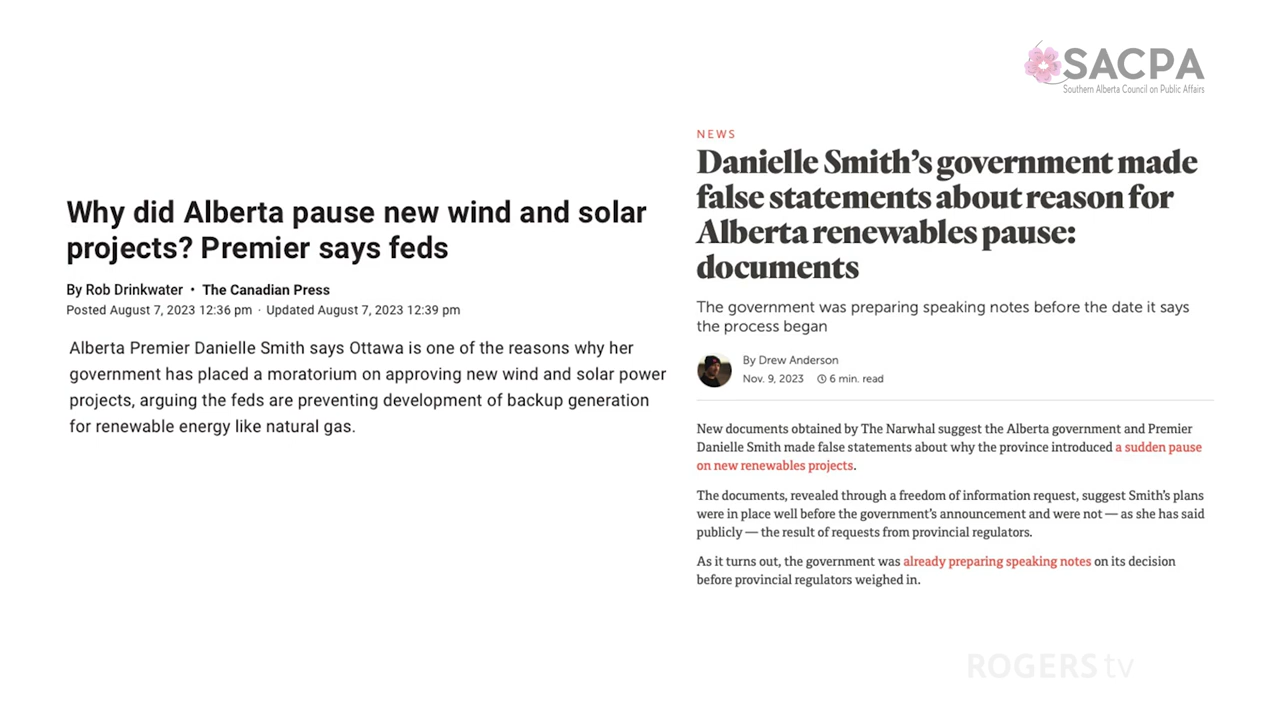 SACPA
Southern Alberta Council on Public Affairs
Why did Alberta pause new wind and solar
projects? Premier says feds
By Rob Drinkwater • The Canadian Press
Posted August 7, 2023 12:36 pm · Updated August 7, 2023 12:39 pm
Alberta Premier Danielle Smith says Ottawa is one of the reasons why her
government has placed a moratorium on approving new wind and solar power
projects, arguing the feds are preventing development of backup generation
for renewable energy like natural gas.
NEWS
Danielle Smith’s government made
false statements about reason for
Alberta renewables pause:
documents
The government was preparing speaking notes before the date it says
the process began
By Drew Anderson
Nov. 9, 2023 6 min. read
New documents obtained by The Narwhal suggest the Alberta government and Premier
Danielle Smith made false statements about why the province introduced a sudden pause
on new renewables projects.
The documents, revealed through a freedom of information request, suggest Smith’s plans
were in place well before the government’s announcement and were not — as she has said
publicly — the result of requests from provincial regulators.
As it turns out, the government was already preparing speaking notes on its decision
before provincial regulators weighed in.
ROGERS tv